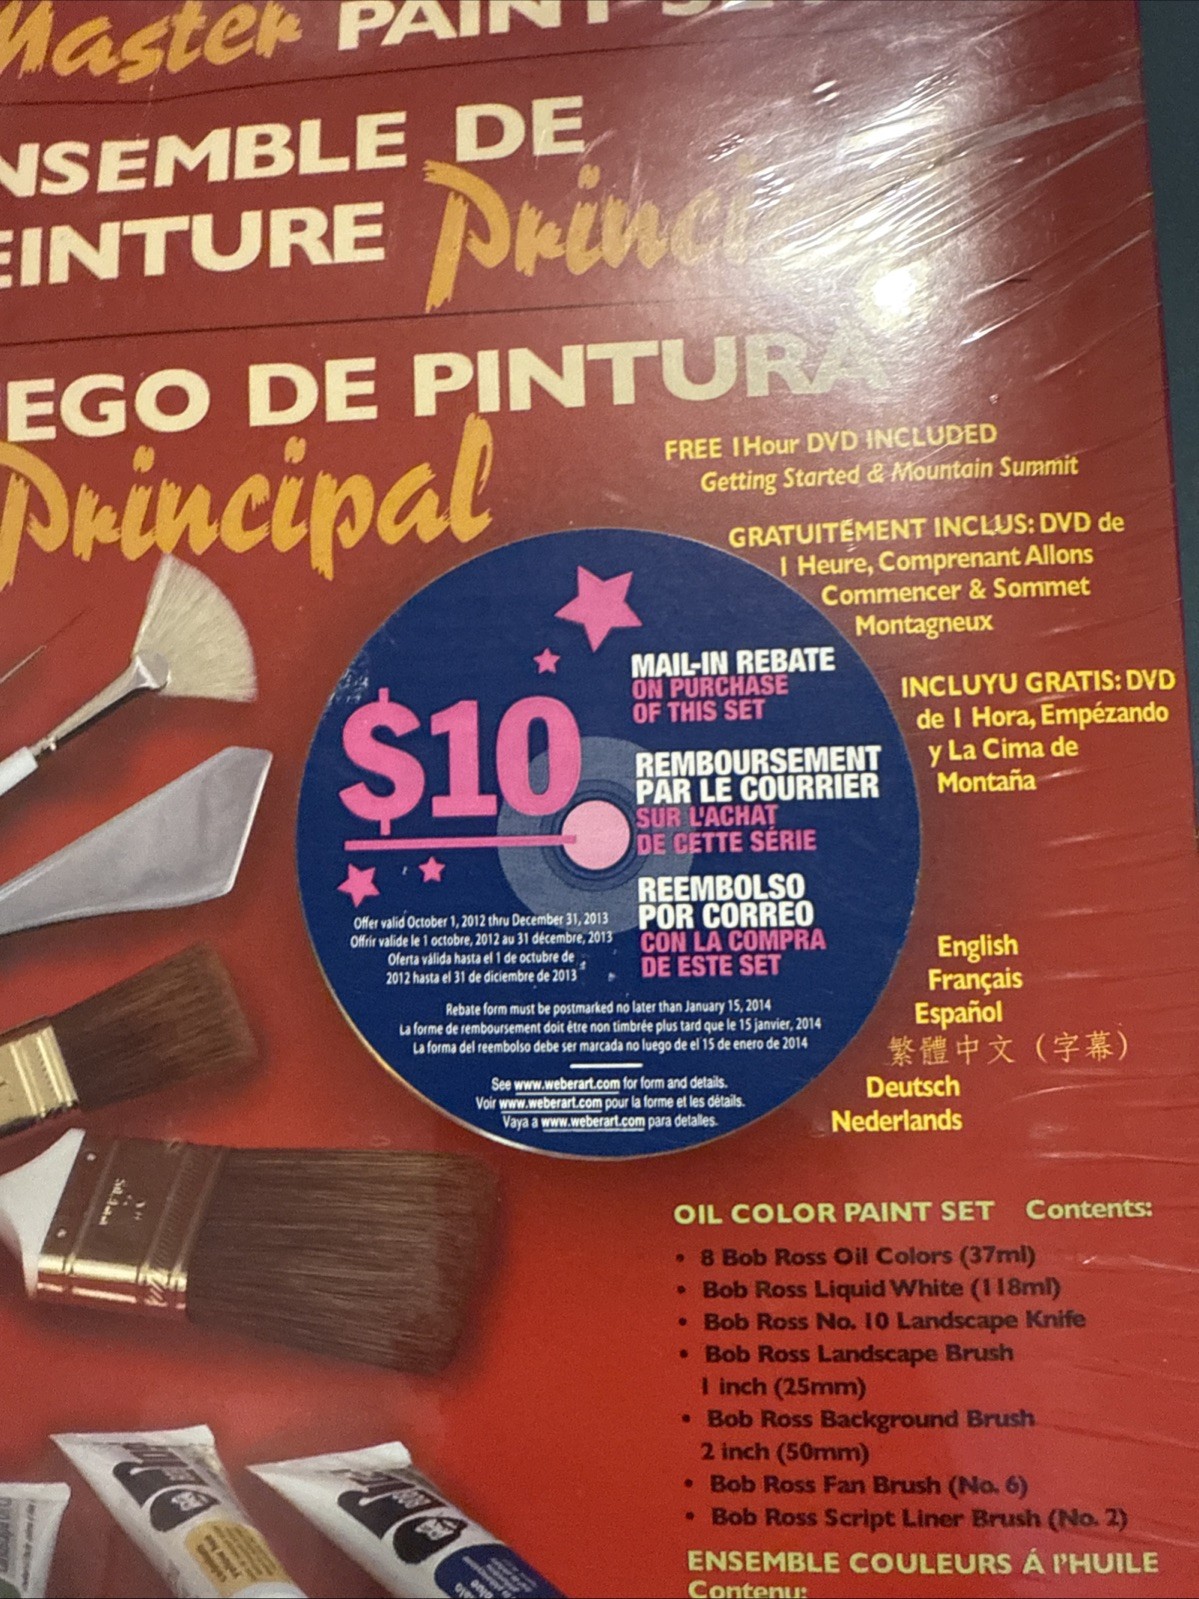 Master PAINT SET
NSEMBLE DE
EINTURE Princi
EGO DE PINTURA
Principal
FREE 1Hour DVD INCLUDED
Getting Started & Mountain Summit
GRATUITÉMENT INCLUS: DVD de
1 Heure, Comprenant Allons
Commencer & Sommet
Montagneux
INCLUYU GRATIS: DVD
de 1 Hora, Empézando
y La Cima de
Montaña
$10
MAIL-IN REBATE
ON PURCHASE
OF THIS SET
REMBOURSEMENT
PAR LE COURRIER
SUR L'ACHAT
DE CETTE SÉRIE
REEMBOLSO
POR CORREO
CON LA COMPRA
DE ESTE SET
Offer valid October 1, 2012 thru December 31, 2013
Offrir valide le 1 octobre, 2012 au 31 décembre, 2013
Oferta válida hasta el 1 de octubre de
2012 hasta el 31 de diciembre de 2013
Rebate form must be postmarked no later than January 15, 2014
La forme de remboursement doit être non timbrée plus tard que le 15 janvier, 2014
La forma del reembolso debe ser marcada no luego de el 15 de enero de 2014
See www.weberart.com for form and details.
Voir www.weberart.com pour la forme et les détails.
Vaya a www.weberart.com para detalles.
English
Français
Español
繁體中文（字幕）
Deutsch
Nederlands
OIL COLOR PAINT SET Contents:
• 8 Bob Ross Oil Colors (37ml)
• Bob Ross Liquid White (118ml)
• Bob Ross No. 10 Landscape Knife
• Bob Ross Landscape Brush
1 inch (25mm)
• Bob Ross Background Brush
2 inch (50mm)
• Bob Ross Fan Brush (No. 6)
• Bob Ross Script Liner Brush (No. 2)
ENSEMBLE COULEURS Á l'HUILE
Contenu: